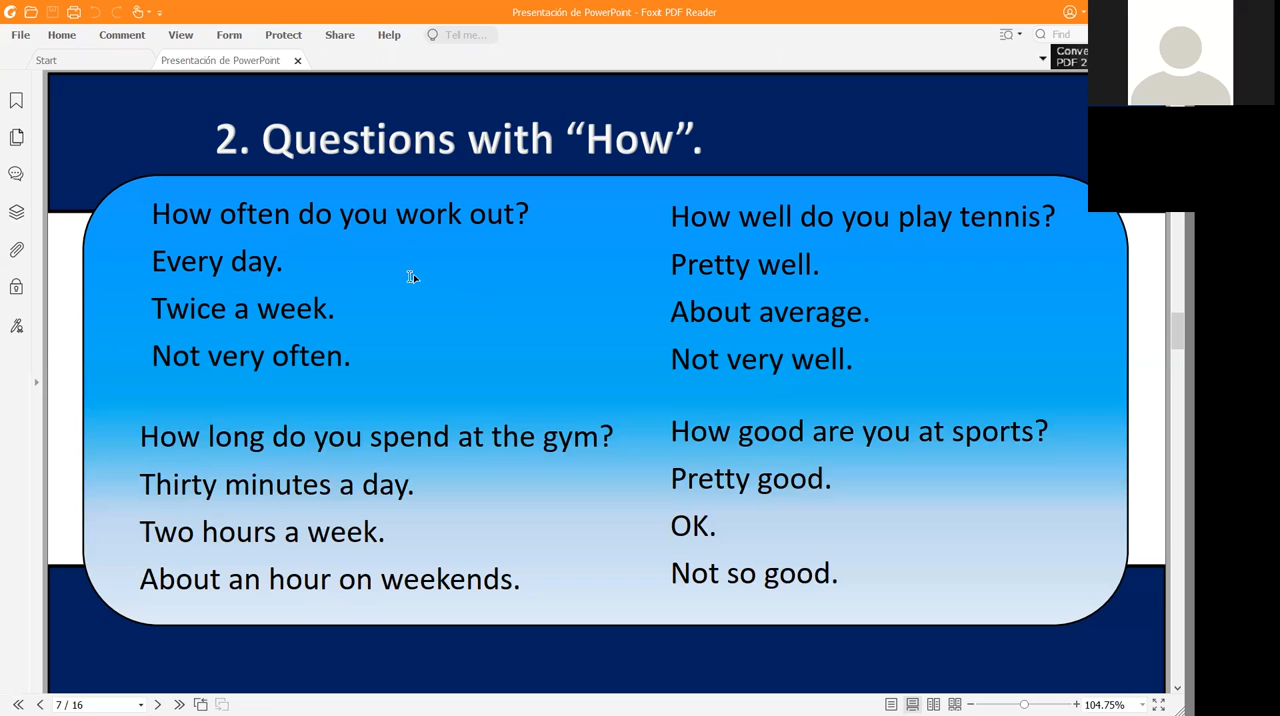 Presentación de PowerPoint - Foxit PDF Reader
File Home Comment View Form Protect Share Help Tell me... Find
Start Presentación de PowerPoint
PDF 2
2. Questions with “How”.
How often do you work out?
Every day.
Twice a week.
Not very often.
How well do you play tennis?
Pretty well.
About average.
Not very well.
How long do you spend at the gym?
Thirty minutes a day.
Two hours a week.
About an hour on weekends.
How good are you at sports?
Pretty good.
OK.
Not so good.
7 / 16
104.75%